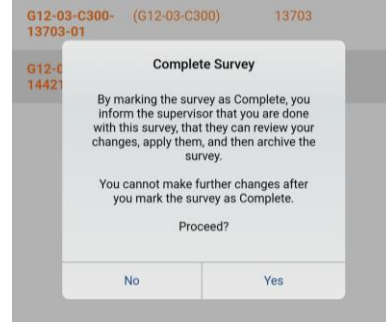 G12-03-C300- (G12-03-C300) 13703
13703-01
G12-0
14421
Complete Survey
By marking the survey as Complete, you
inform the supervisor that you are done
with this survey, that they can review your
changes, apply them, and then archive the
survey.
You cannot make further changes after
you mark the survey as Complete.
Proceed?
No Yes